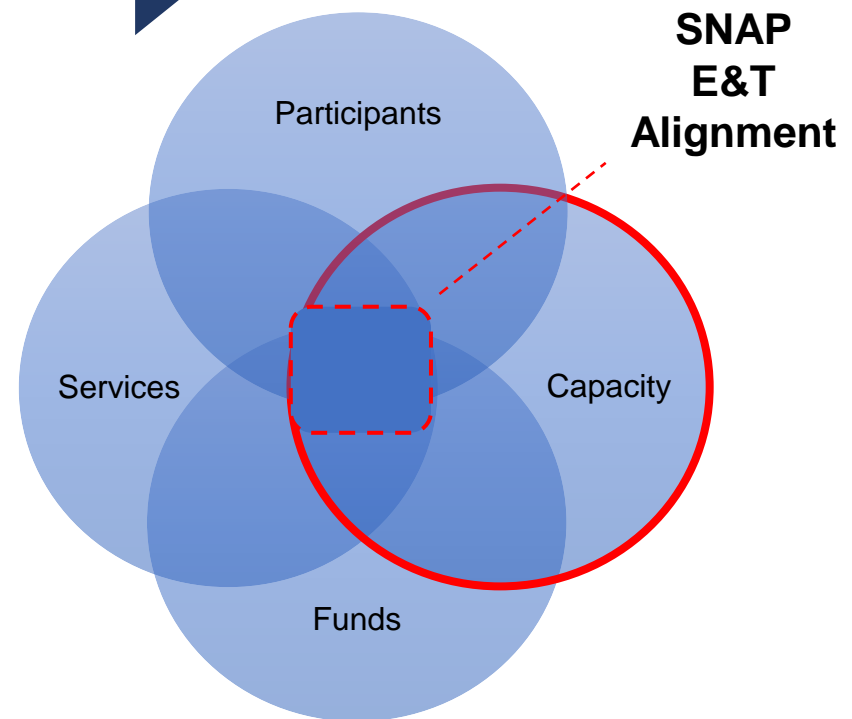 SNAP
E&T
Alignment
Participants
Services
Capacity
Funds